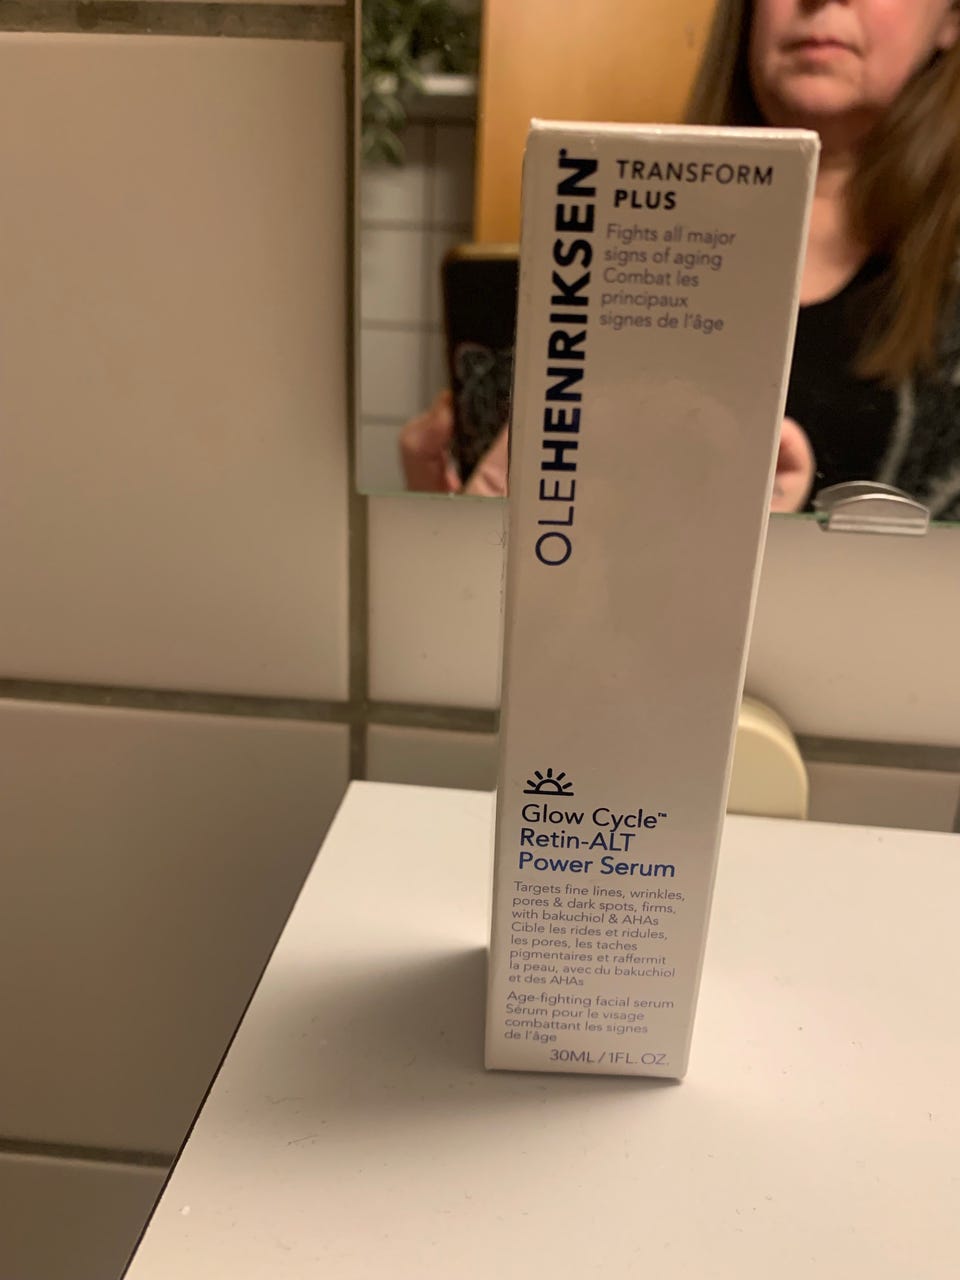 OLEHENRIKSEN®
TRANSFORM
PLUS
Fights all major
signs of aging
Combat les
principaux
signes de l'âge
Glow Cycle™
Retin-ALT
Power Serum
Targets fine lines, wrinkles,
pores & dark spots, firms,
with bakuchiol & AHAs
Cible les rides et ridules,
les pores, les taches
pigmentaires et raffermit
la peau, avec du bakuchiol
et des AHAs
Age-fighting facial serum
Sérum pour le visage
combattant les signes
de l'âge
30ML / 1FL. OZ.